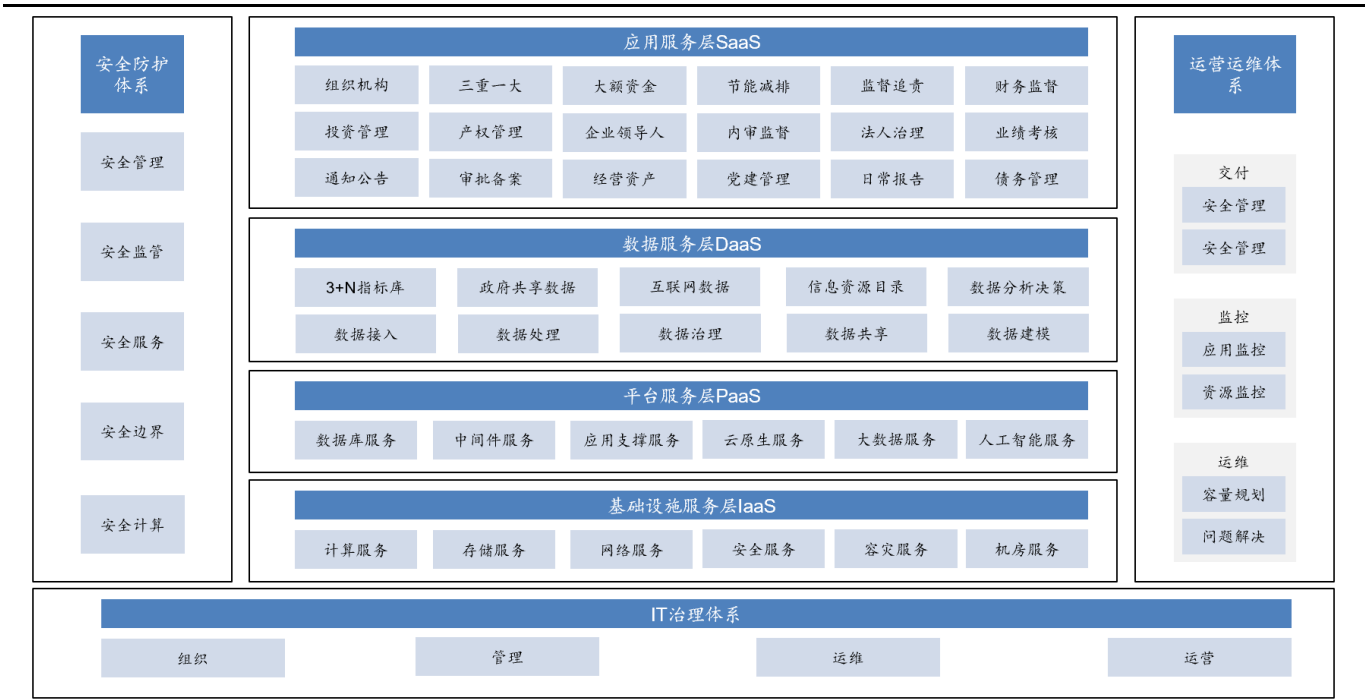 安全防护
体系
安全管理
安全监管
安全服务
安全边界
安全计算
应用服务层SaaS
组织机构 三重一大 大额资金 节能减排 监督追责 财务监督
投资管理 产权管理 企业领导人 内审监督 法人治理 业绩考核
通知公告 审批备案 经营资产 党建管理 日常报告 债务管理
数据服务层DaaS
3+N指标库 政府共享数据 互联网数据 信息资源目录 数据分析决策
数据接入 数据处理 数据治理 数据共享 数据建模
平台服务层PaaS
数据库服务 中间件服务 应用支撑服务 云原生服务 大数据服务 人工智能服务
基础设施服务层IaaS
计算服务 存储服务 网络服务 安全服务 容灾服务 机房服务
运营运维体
系
交付
安全管理
安全管理
监控
应用监控
资源监控
运维
容量规划
问题解决
IT治理体系
组织 管理 运维 运营